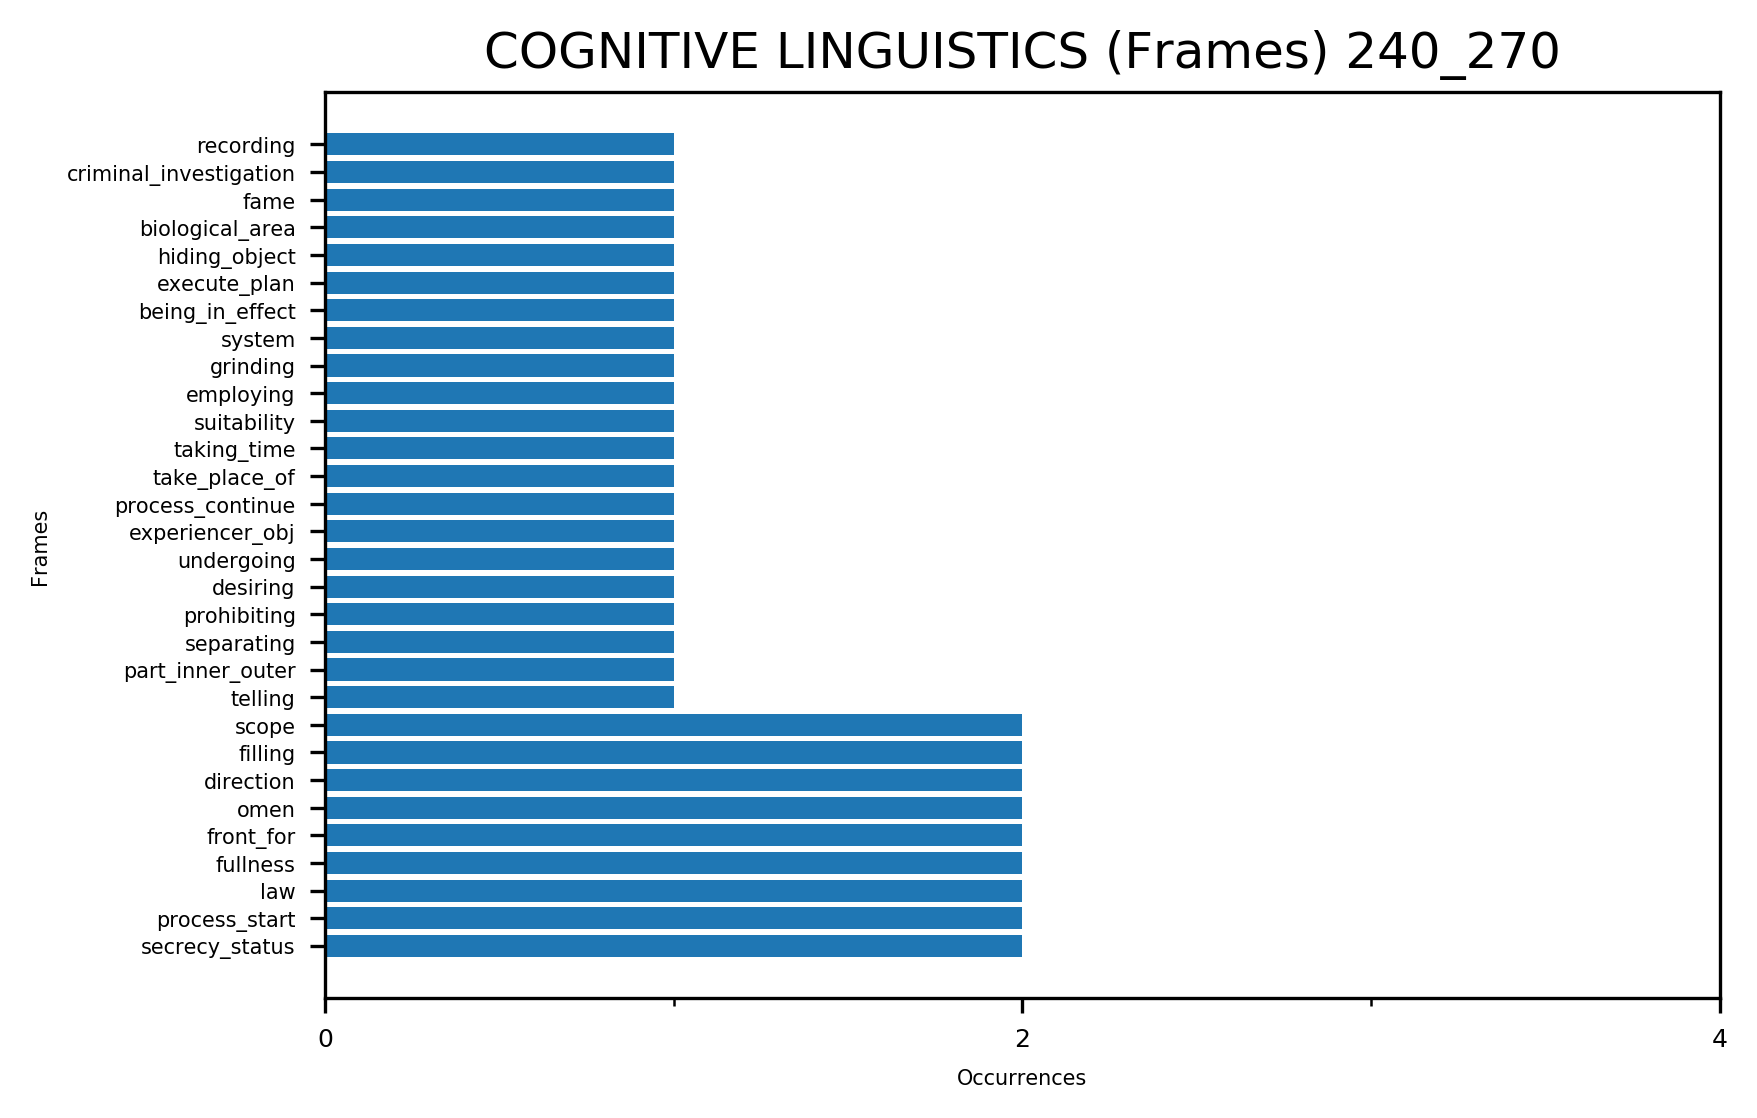 COGNITIVE LINGUISTICS (Frames) 240_270
recording
criminal_investigation
fame
biological_area
hiding_object
execute_plan
being_in_effect
system
grinding
employing
suitability
taking_time
take_place_of
process_continue
experiencer_obj
undergoing
desiring
prohibiting
separating
part_inner_outer
telling
scope
filling
direction
omen
front_for
fullness
law
process_start
secrecy_status
Frames
0 2 4
Occurrences